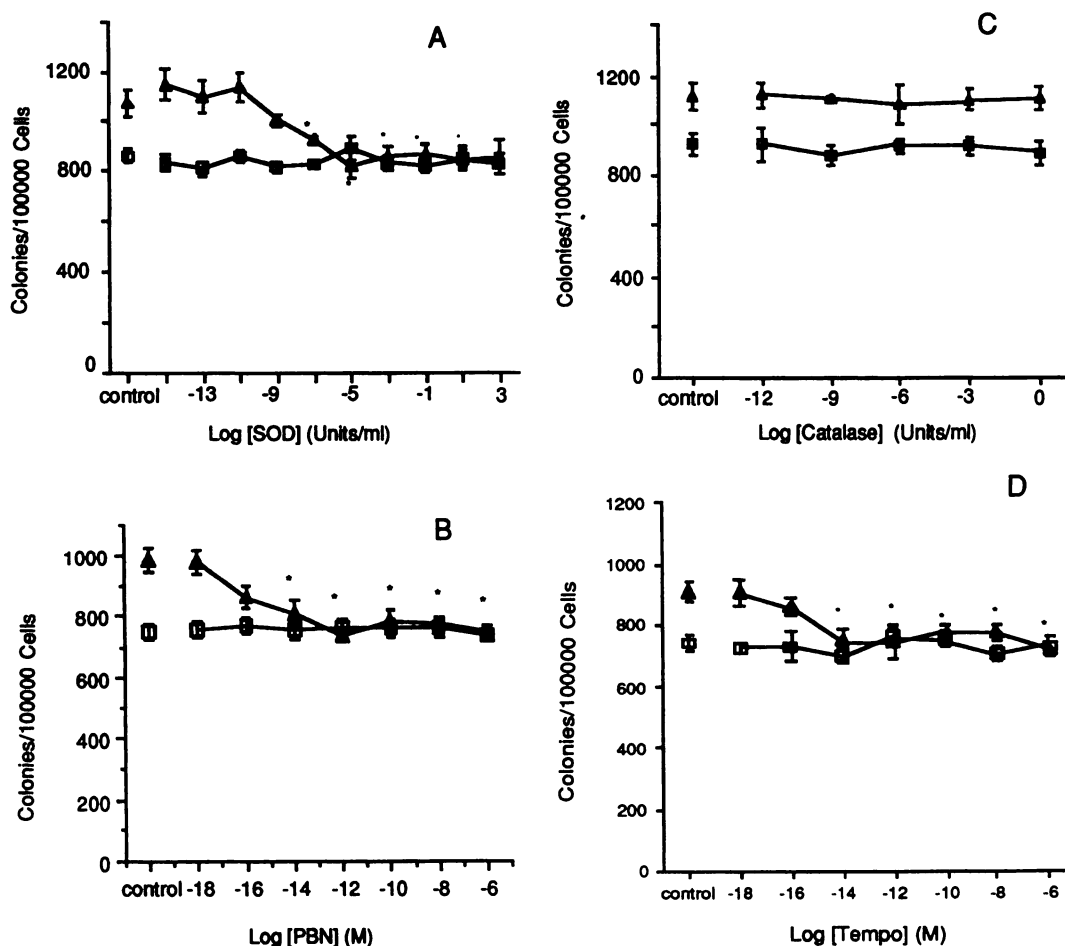 A
Colonies/100000 Cells
1200
800
400
0
control -13 -9 -5 -1 3
Log [SOD] (Units/ml)
C
Colonies/100000 Cells
1200
800
400
0
control -12 -9 -6 -3 0
Log [Catalase] (Units/ml)
B
Colonies/100000 Cells
1000
800
600
400
200
0
control -18 -16 -14 -12 -10 -8 -6
Log [PBN] (M)
D
Colonies/100000 Cells
1200
1000
800
600
400
200
0
control -18 -16 -14 -12 -10 -8 -6
Log [Tempo] (M)